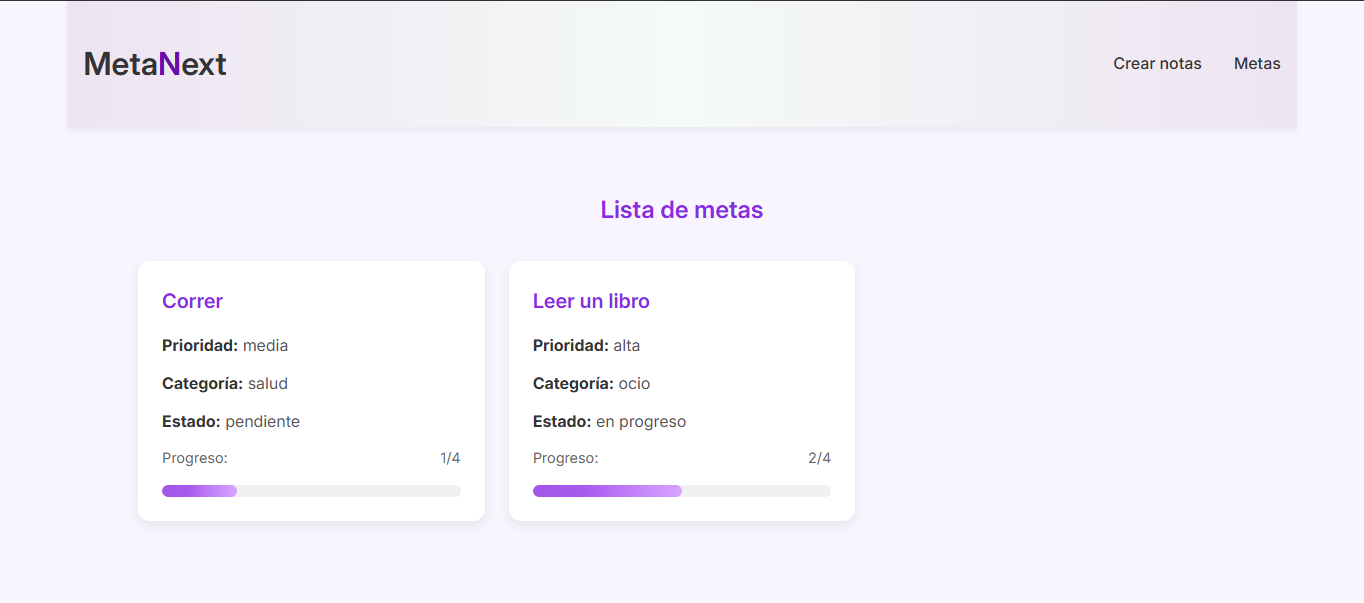 MetaNext
Crear notas
Metas
Lista de metas
Correr
Prioridad: media
Categoría: salud
Estado: pendiente
Progreso: 1/4
Leer un libro
Prioridad: alta
Categoría: ocio
Estado: en progreso
Progreso: 2/4